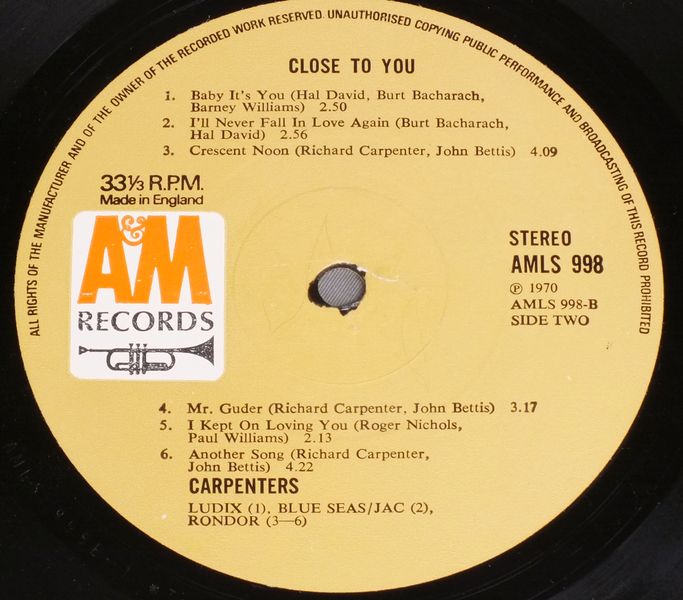 ALL RIGHTS OF THE MANUFACTURER AND OF THE OWNER OF THE RECORDED WORK RESERVED. UNAUTHORISED COPYING PUBLIC PERFORMANCE AND BROADCASTING OF THIS RECORD PROHIBITED
CLOSE TO YOU
1. Baby It's You (Hal David, Burt Bacharach,
Barney Williams) 2.50
2. I'll Never Fall In Love Again (Burt Bacharach,
Hal David) 2.56
3. Crescent Noon (Richard Carpenter, John Bettis) 4.09
33⅓ R.P.M.
Made in England
A&M
RECORDS
STEREO
AMLS 998
℗ 1970
AMLS 998-B
SIDE TWO
4. Mr. Guder (Richard Carpenter, John Bettis) 3.17
5. I Kept On Loving You (Roger Nichols,
Paul Williams) 2.13
6. Another Song (Richard Carpenter,
John Bettis) 4.22
CARPENTERS
LUDIX (1), BLUE SEAS/JAC (2),
RONDOR (3—6)